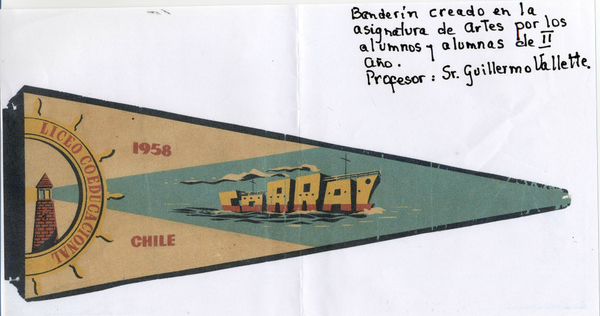 Banderín creado en la
asignatura de artes por los
alumnos y alumnas de II
año.
Profesor: Sr. Guillermo Vallette.
LICEO COEDUCACIONAL
1958
CHILE